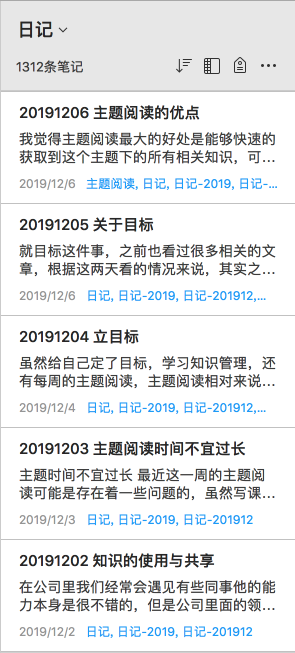 日记
1312条笔记
20191206 主题阅读的优点
我觉得主题阅读最大的好处是能够快速的
获取到这个主题下的所有相关知识，可...
2019/12/6 主题阅读, 日记, 日记-2019, 日记-...
20191205 关于目标
就目标这件事，之前也看过很多相关的文
章，根据这两天看的情况来说，其实之...
2019/12/6 日记, 日记-2019, 日记-201912,...
20191204 立目标
虽然给自己定了目标，学习知识管理，还
有每周的主题阅读，主题阅读相对来说...
2019/12/4 日记, 日记-2019, 日记-201912,...
20191203 主题阅读时间不宜过长
主题时间不宜过长 最近这一周的主题阅
读可能是存在着一些问题的，虽然写课...
2019/12/3 日记, 日记-2019, 日记-201912
20191202 知识的使用与共享
在公司里我们经常会遇见有些同事他的能
力本身是很不错的，但是公司里面的领...
2019/12/2 日记, 日记-2019, 日记-201912